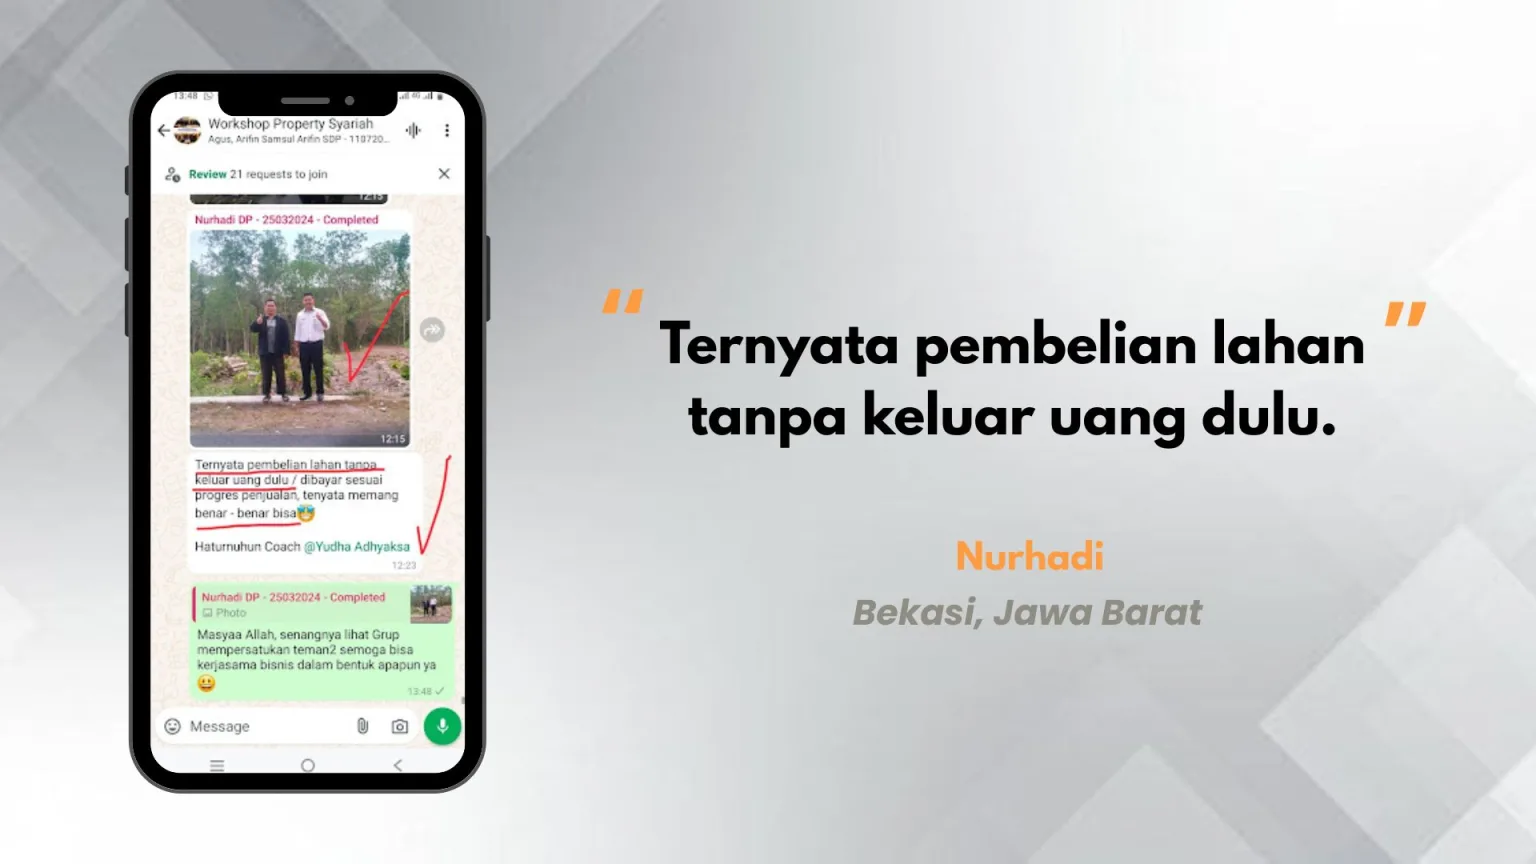 13:48
4G
Workshop Property Syariah
Agus, Arifin Samsul Arifin SDP - 110720...
Review 21 requests to join
12:15
Nurhadi DP - 25032024 - Completed
12:15
Ternyata pembelian lahan tanpa
keluar uang dulu / dibayar sesuai
progres penjualan, tenyata memang
benar - benar bisa
Haturnuhun Coach @Yudha Adhyaksa
12:23
Nurhadi DP - 25032024 - Completed
Photo
Masyaa Allah, senangnya lihat Grup
mempersatukan teman2 semoga bisa
kerjasama bisnis dalam bentuk apapun ya
13:48
Message
“Ternyata pembelian lahan
tanpa keluar uang dulu.”
Nurhadi
Bekasi, Jawa Barat